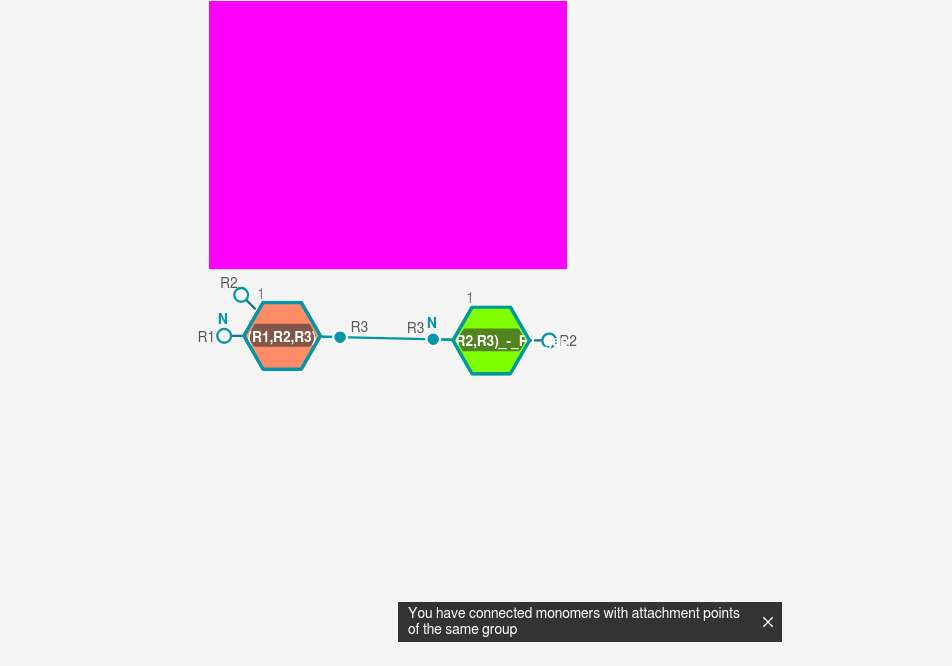 R2
1
N
R1
(R1,R2,R3)
R3
1
N
R3
R2,R3)_-_
R2
You have connected monomers with attachment points
of the same group